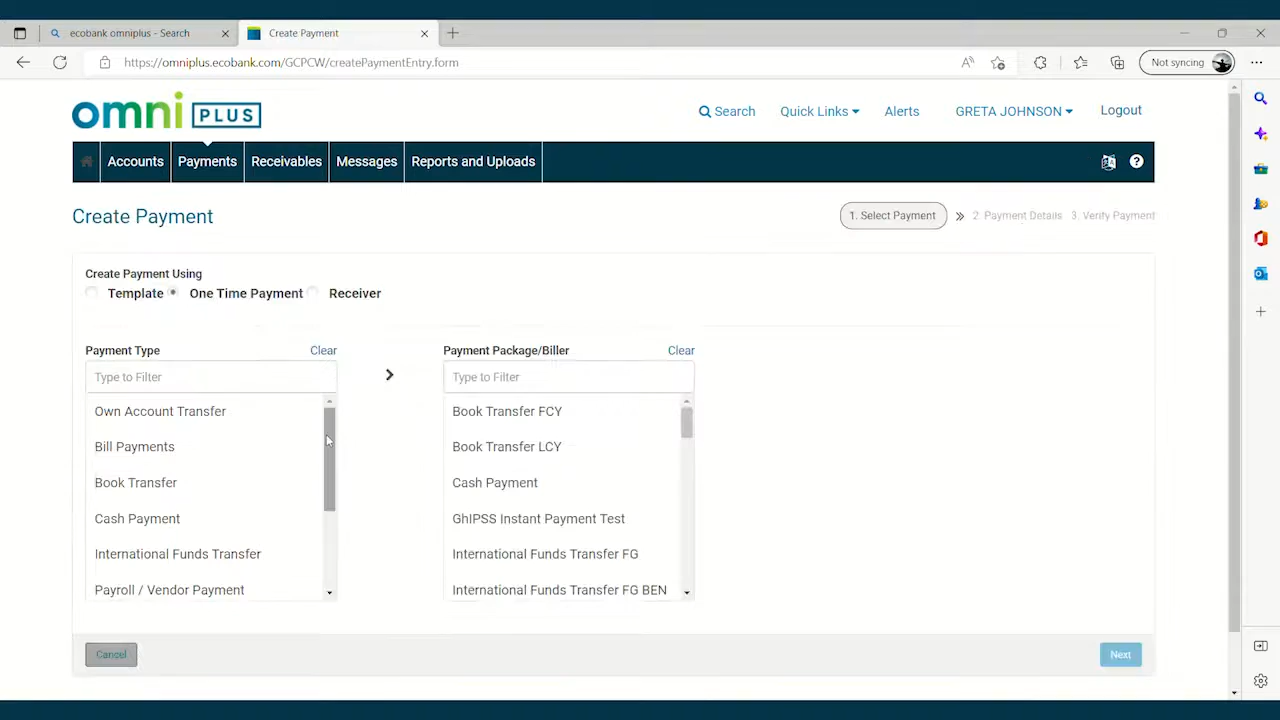 ecobank omniplus - Search
Create Payment
https://omniplus.ecobank.com/GCPCW/createPaymentEntry.form
Not syncing
omni PLUS
Search
Quick Links
Alerts
GRETA JOHNSON
Logout
Accounts
Payments
Receivables
Messages
Reports and Uploads
Create Payment
1. Select Payment
2 Payment Details
3. Verify Payment
Create Payment Using
Template
One Time Payment
Receiver
Payment Type
Clear
Type to Filter
Own Account Transfer
Bill Payments
Book Transfer
Cash Payment
International Funds Transfer
Payroll / Vendor Payment
Payment Package/Biller
Clear
Type to Filter
Book Transfer FCY
Book Transfer LCY
Cash Payment
GhIPSS Instant Payment Test
International Funds Transfer FG
International Funds Transfer FG BEN
Cancel
Next